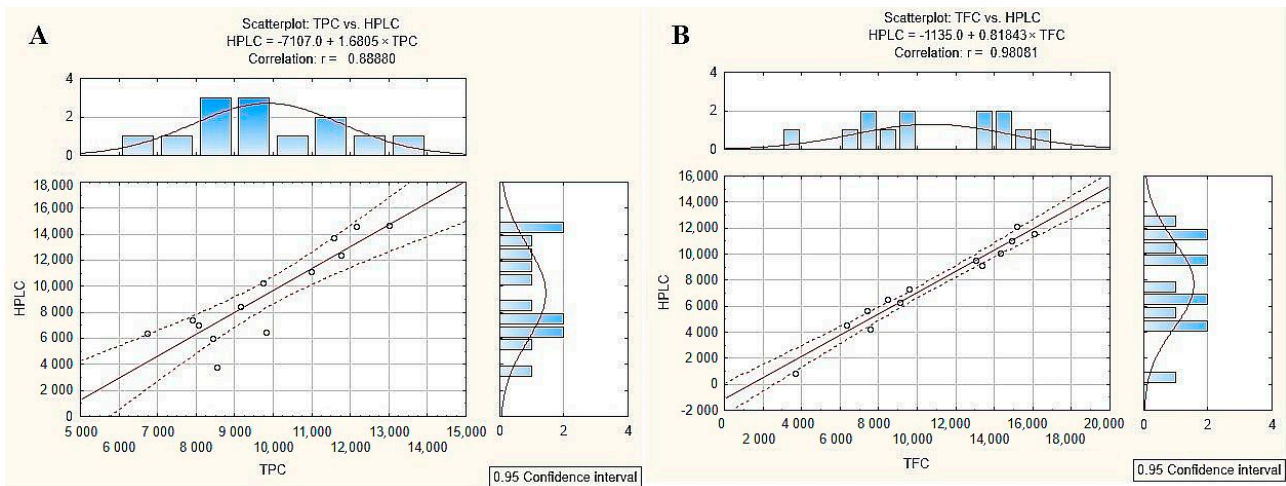 A
Scatterplot: TPC vs. HPLC
HPLC = -7107.0 + 1.6805 × TPC
Correlation: r = 0.88880
4
2
0
18,000
16,000
14,000
12,000
10,000
8 000
6 000
4 000
2 000
0
HPLC
5 000 7 000 9 000 11,000 13,000 15,000
6 000 8 000 10,000 12,000 14,000
TPC
0 2 4
0.95 Confidence interval
B
Scatterplot: TFC vs. HPLC
HPLC = -1135.0 + 0.81843 × TFC
Correlation: r = 0.98081
4
2
0
16,000
14,000
12,000
10,000
8 000
6 000
4 000
2 000
0
-2 000
HPLC
0 4 000 8 000 12,000 16,000 20,000
2 000 6 000 10,000 14,000 18,000
TFC
0 2 4
0.95 Confidence interval